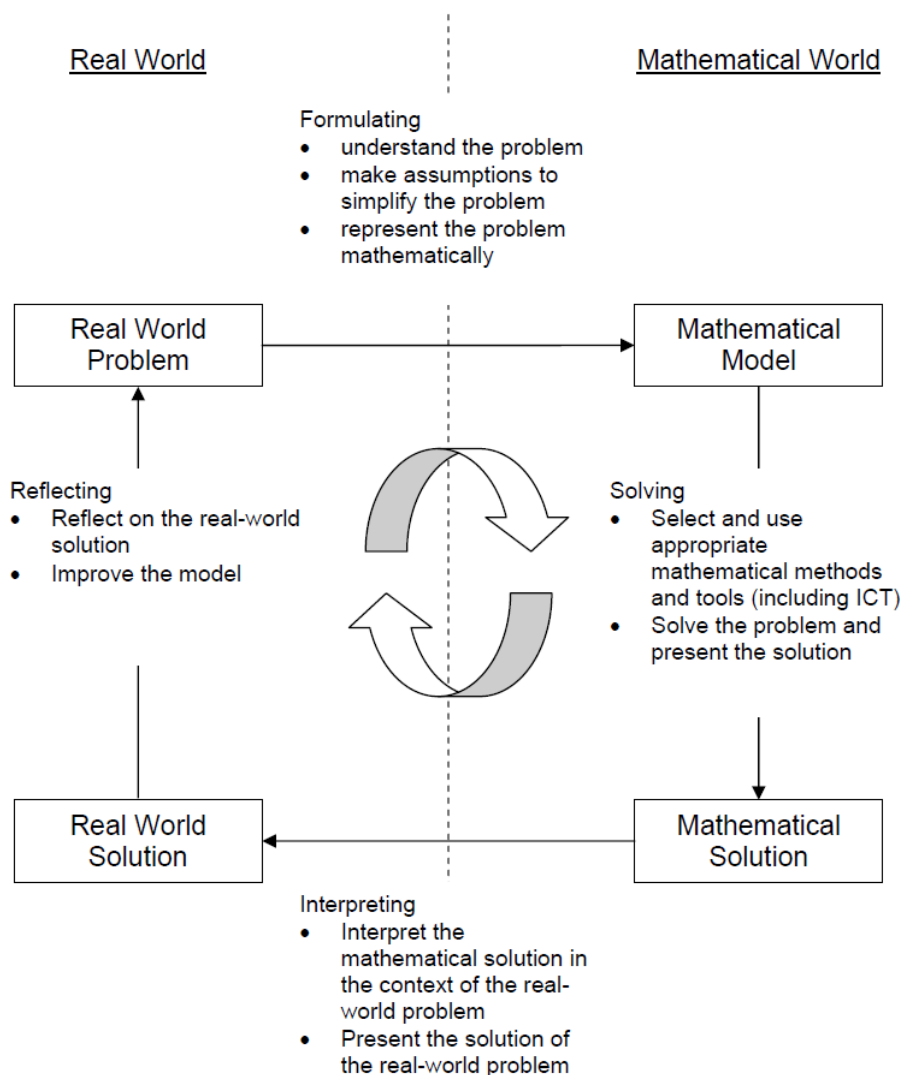 Real World
Mathematical World
Formulating
• understand the problem
• make assumptions to
simplify the problem
• represent the problem
mathematically
Real World
Problem
Mathematical
Model
Reflecting
• Reflect on the real-world
solution
• Improve the model
Solving
• Select and use
appropriate
mathematical methods
and tools (including ICT)
• Solve the problem and
present the solution
Real World
Solution
Mathematical
Solution
Interpreting
• Interpret the
mathematical solution in
the context of the real-
world problem
• Present the solution of
the real-world problem